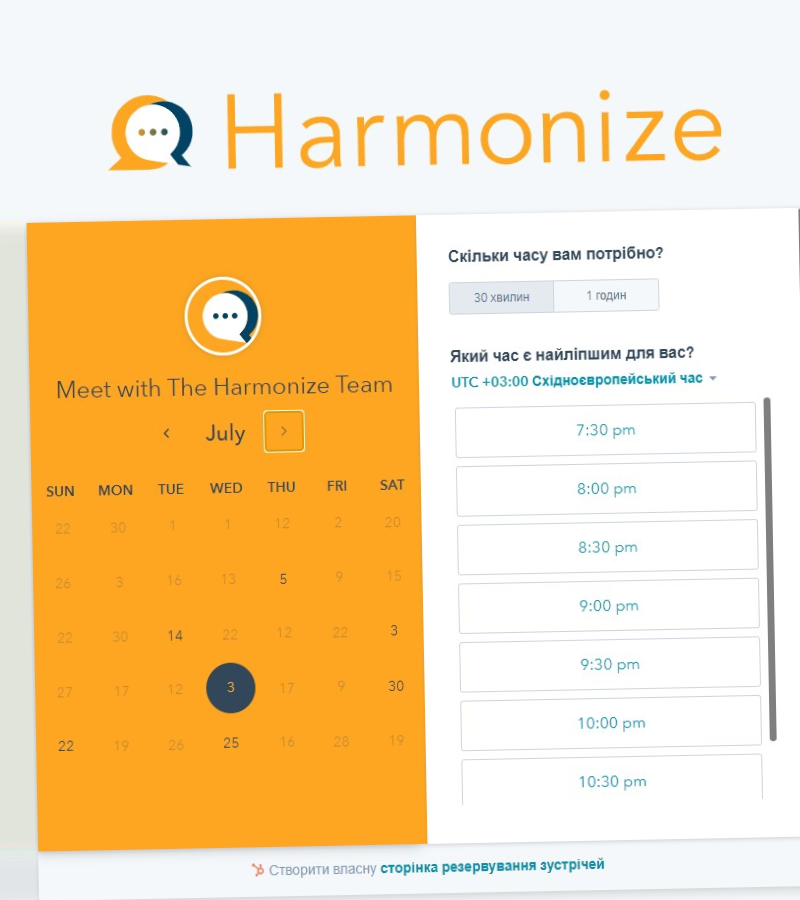 Harmonize
Meet with The Harmonize Team
July
SUN MON TUE WED THU FRI SAT
22 30 1 1 12 2 20
26 3 16 13 5 9 15
22 30 14 22 12 22 3
27 17 12 3 17 9 30
22 19 26 25 16 28 19
Скільки часу вам потрібно?
30 хвилин 1 годин
Який час є найліпшим для вас?
UTC +03:00 Східноєвропейський час
7:30 pm
8:00 pm
8:30 pm
9:00 pm
9:30 pm
10:00 pm
10:30 pm
Створити власну сторінка резервування зустрічей